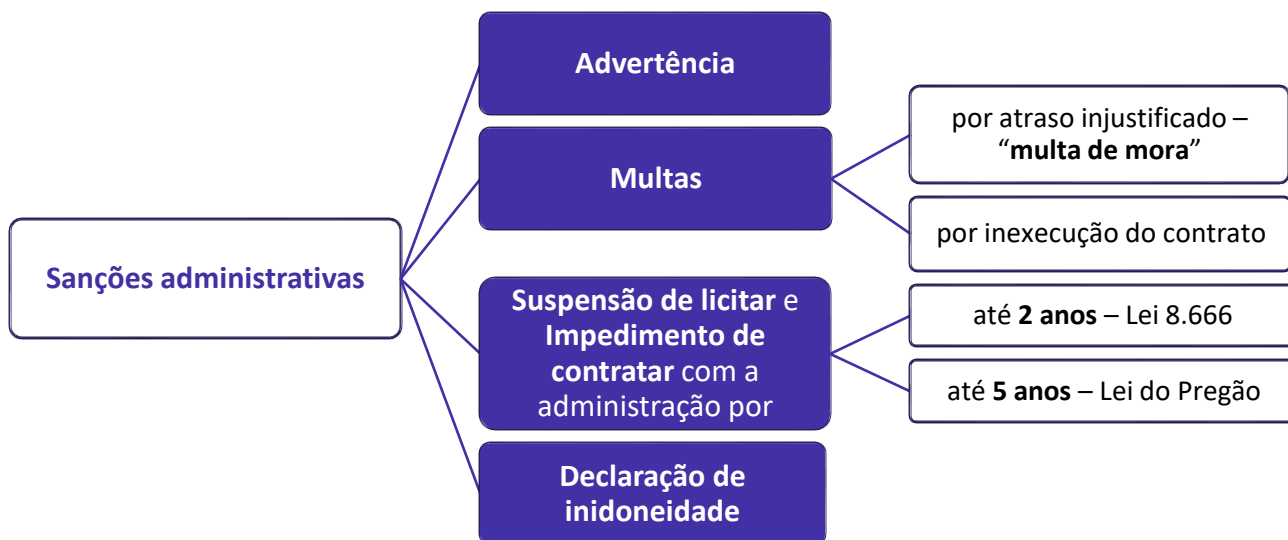 Sanções administrativas
Advertência
Multas
por atraso injustificado –
“multa de mora”
por inexecução do contrato
Suspensão de licitar e
Impedimento de
contratar com a
administração por
até 2 anos – Lei 8.666
até 5 anos – Lei do Pregão
Declaração de
inidoneidade